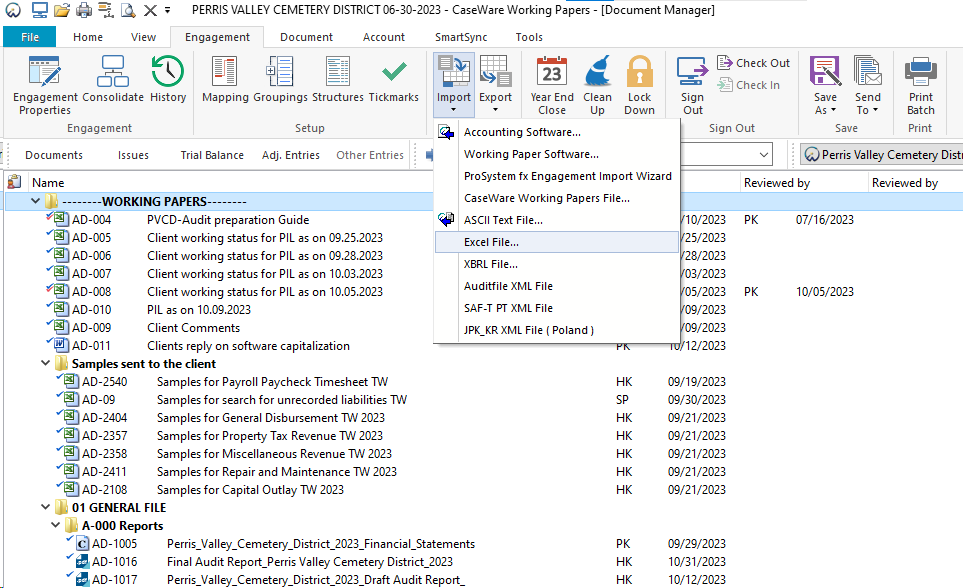 PERRIS VALLEY CEMETERY DISTRICT 06-30-2023 - CaseWare Working Papers - [Document Manager]
File Home View Engagement Document Account SmartSync Tools
Engagement Properties Consolidate History
Engagement
Mapping Groupings Structures Tickmarks
Setup
Import Export
Year End Close Clean Up Lock Down
Sign Out Check Out Check In
Sign Out
Save As Send To
Save
Print Batch
Print
Documents Issues Trial Balance Adj. Entries Other Entries Perris Valley Cemetery Distr
Accounting Software...
Working Paper Software...
ProSystem fx Engagement Import Wizard
CaseWare Working Papers File...
ASCII Text File...
Excel File...
XBRL File...
Auditfile XML File
SAF-T PT XML File
JPK_KR XML File ( Poland )
Name Reviewed by Reviewed by
--------WORKING PAPERS--------
AD-004 PVCD-Audit preparation Guide /10/2023 PK 07/16/2023
AD-005 Client working status for PIL as on 09.25.2023 /25/2023
AD-006 Client working status for PIL as on 09.28.2023 /28/2023
AD-007 Client working status for PIL as on 10.03.2023 /03/2023
AD-008 Client working status for PIL as on 10.05.2023 /05/2023 PK 10/05/2023
AD-010 PIL as on 10.09.2023 /09/2023
AD-009 Client Comments /09/2023
AD-011 Clients reply on software capitalization PK 10/12/2023
Samples sent to the client
AD-2540 Samples for Payroll Paycheck Timesheet TW HK 09/19/2023
AD-09 Samples for search for unrecorded liabilities TW SP 09/30/2023
AD-2404 Samples for General Disbursement TW 2023 HK 09/21/2023
AD-2357 Samples for Property Tax Revenue TW 2023 HK 09/21/2023
AD-2358 Samples for Miscellaneous Revenue TW 2023 HK 09/21/2023
AD-2411 Samples for Repair and Maintenance TW 2023 HK 09/21/2023
AD-2108 Samples for Capital Outlay TW 2023 HK 09/21/2023
01 GENERAL FILE
A-000 Reports
AD-1005 Perris_Valley_Cemetery_District_2023_Financial_Statements PK 09/29/2023
AD-1016 Final Audit Report_Perris Valley Cemetery District_2023 HK 10/31/2023
AD-1017 Perris_Valley_Cemetery_District_2023_Draft Audit Report_ HK 10/12/2023